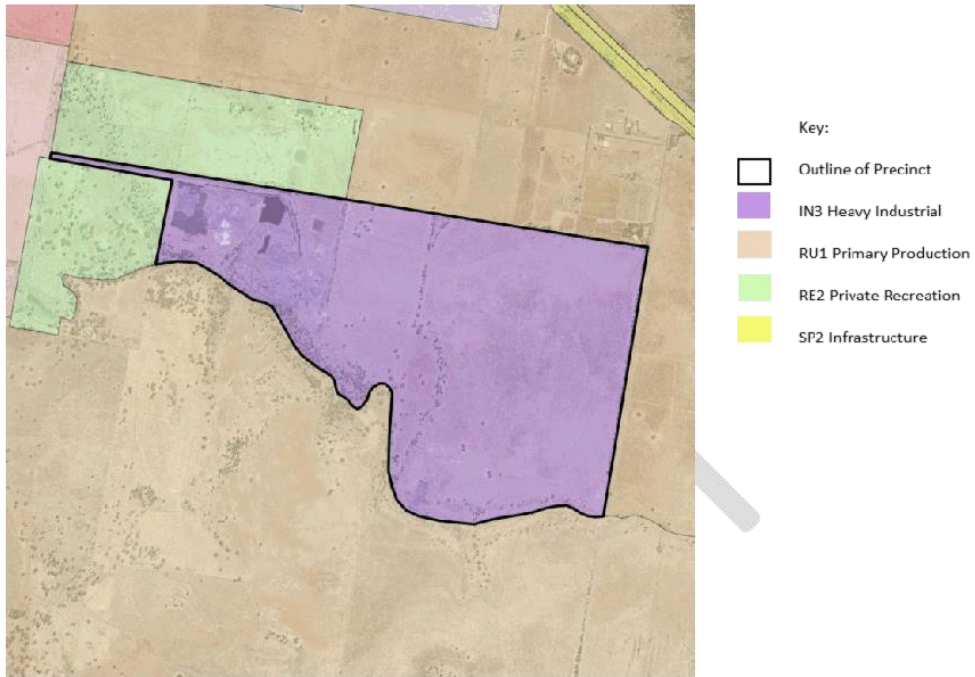 Key:
Outline of Precinct
IN3 Heavy Industrial
RU1 Primary Production
RE2 Private Recreation
SP2 Infrastructure